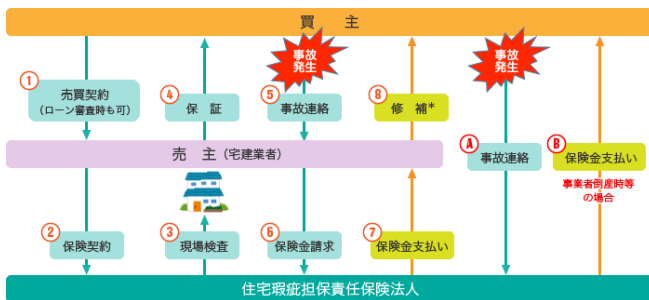 買 主
事故
発生
事故
発生
①
売買契約
(ローン審査時も可)
④
保 証
⑤
事故連絡
⑧
修 補*
売 主(宅建業者)
Ⓐ
事故連絡
Ⓑ
保険金支払い
事業者倒産時等
の場合
②
保険契約
③
現場検査
⑥
保険金請求
⑦
保険金支払い
住宅瑕疵担保責任保険法人